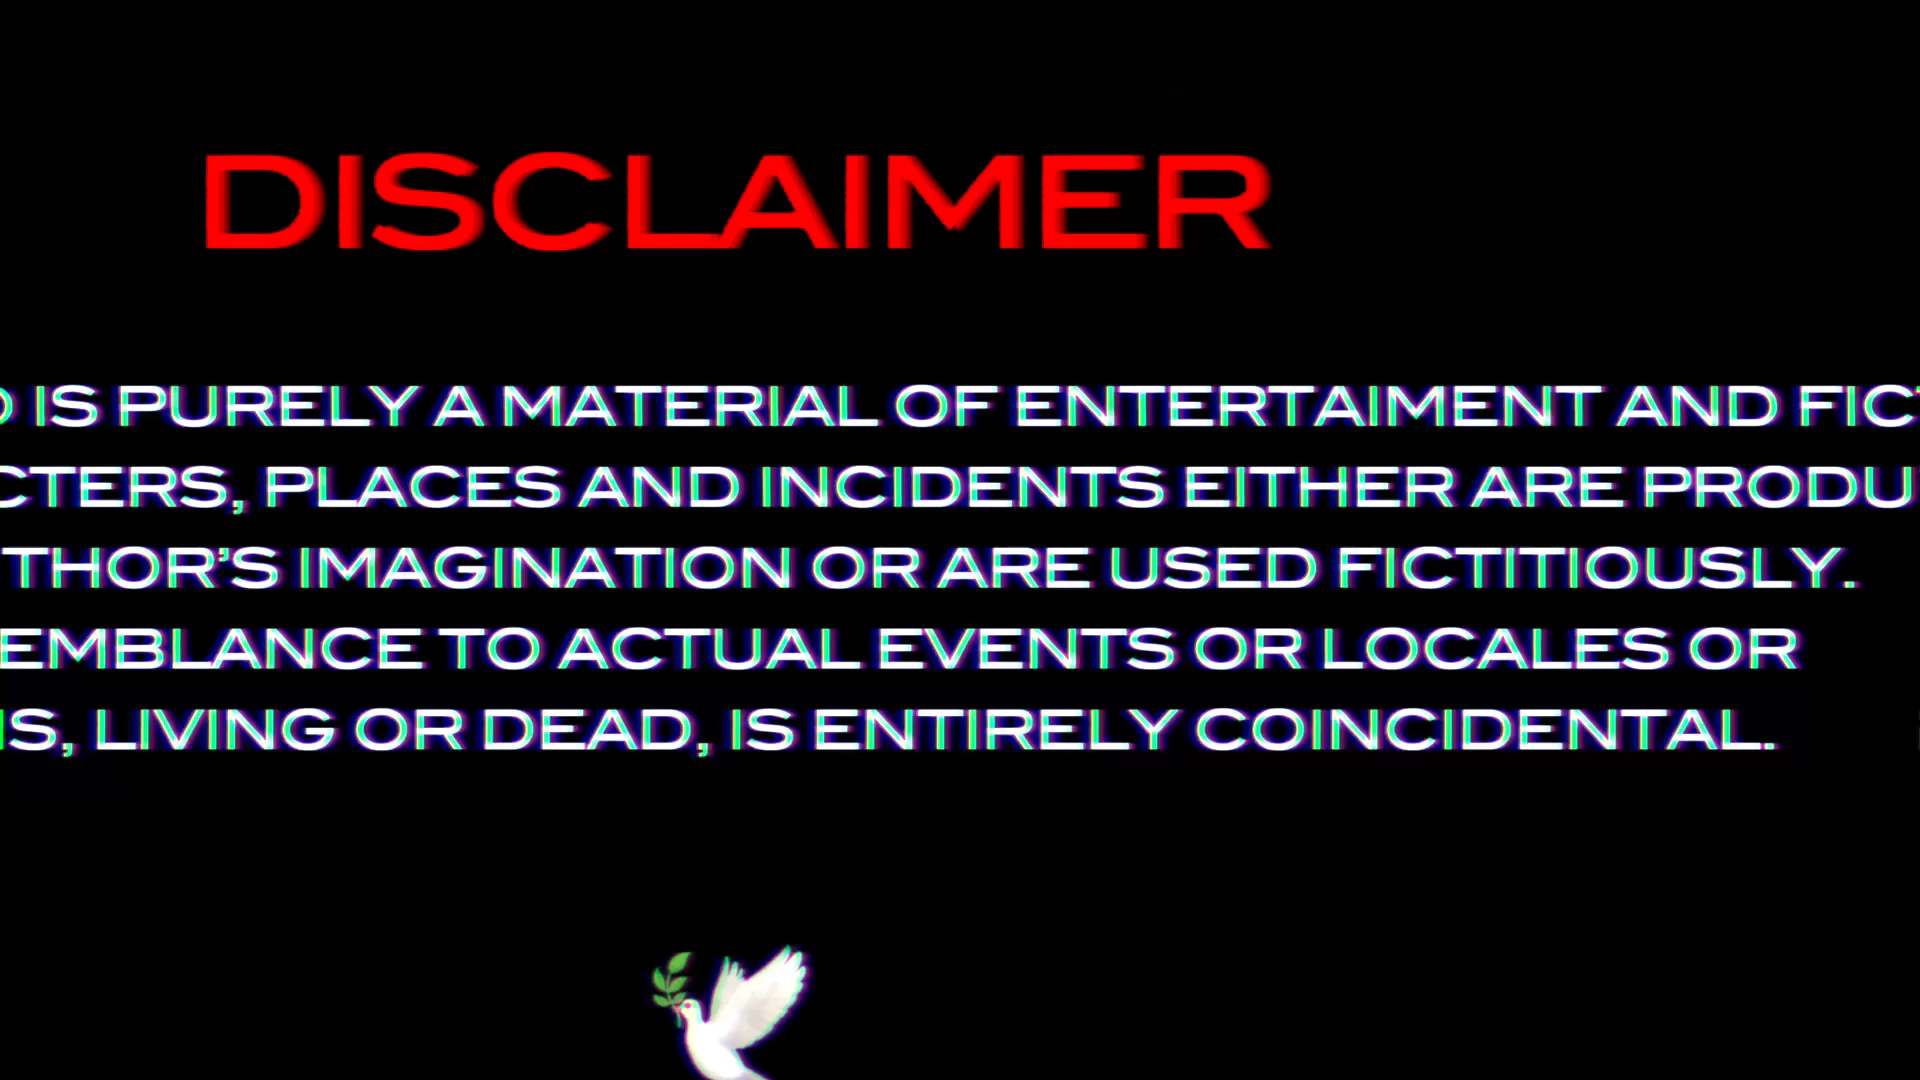 DISCLAIMER
IS PURELY A MATERIAL OF ENTERTAIMENT AND
PLACES AND INCIDENTS EITHER ARE
IMAGINATION OR ARE USED FICTITIOUSLY.
TO ACTUAL EVENTS OR LOCALES OR
LIVING OR DEAD, IS ENTIRELY COINCIDENTAL.